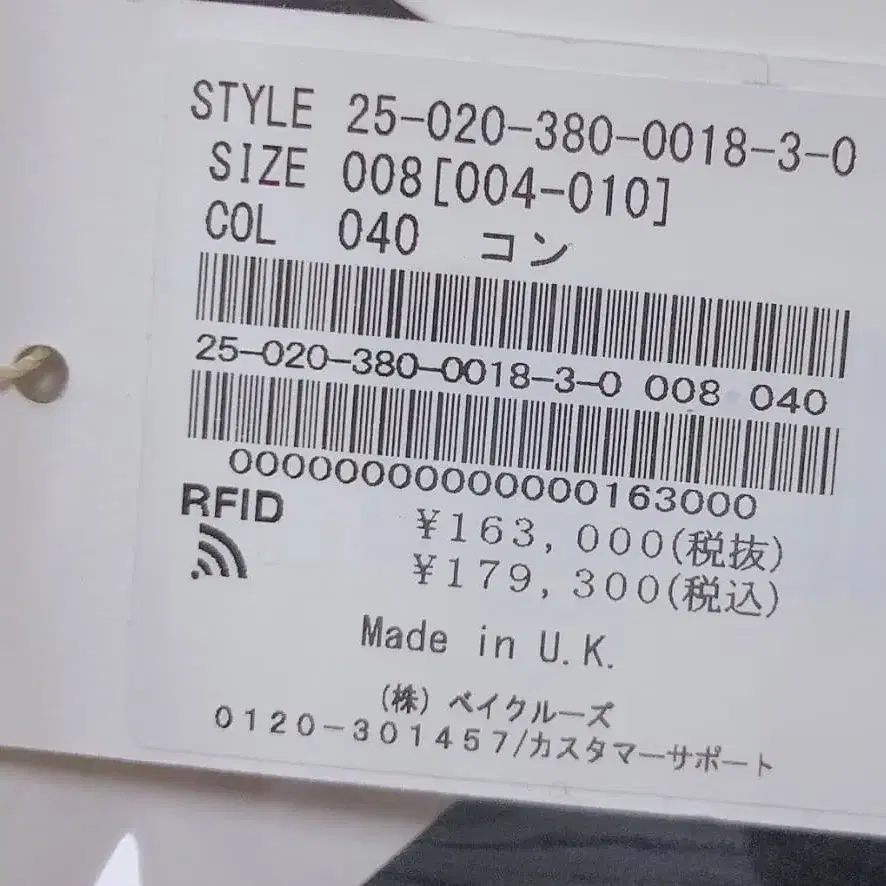 STYLE 25-020-380-0018-3-0
SIZE 008[004-010]
COL 040 コン
25-020-380-0018-3-0 008 040
0000000000000000163000
RFID
¥163,000(税抜)
¥179,300(税込)
Made in U.K.
(株)ベイクルーズ
0120-301457/カスタマーサポート